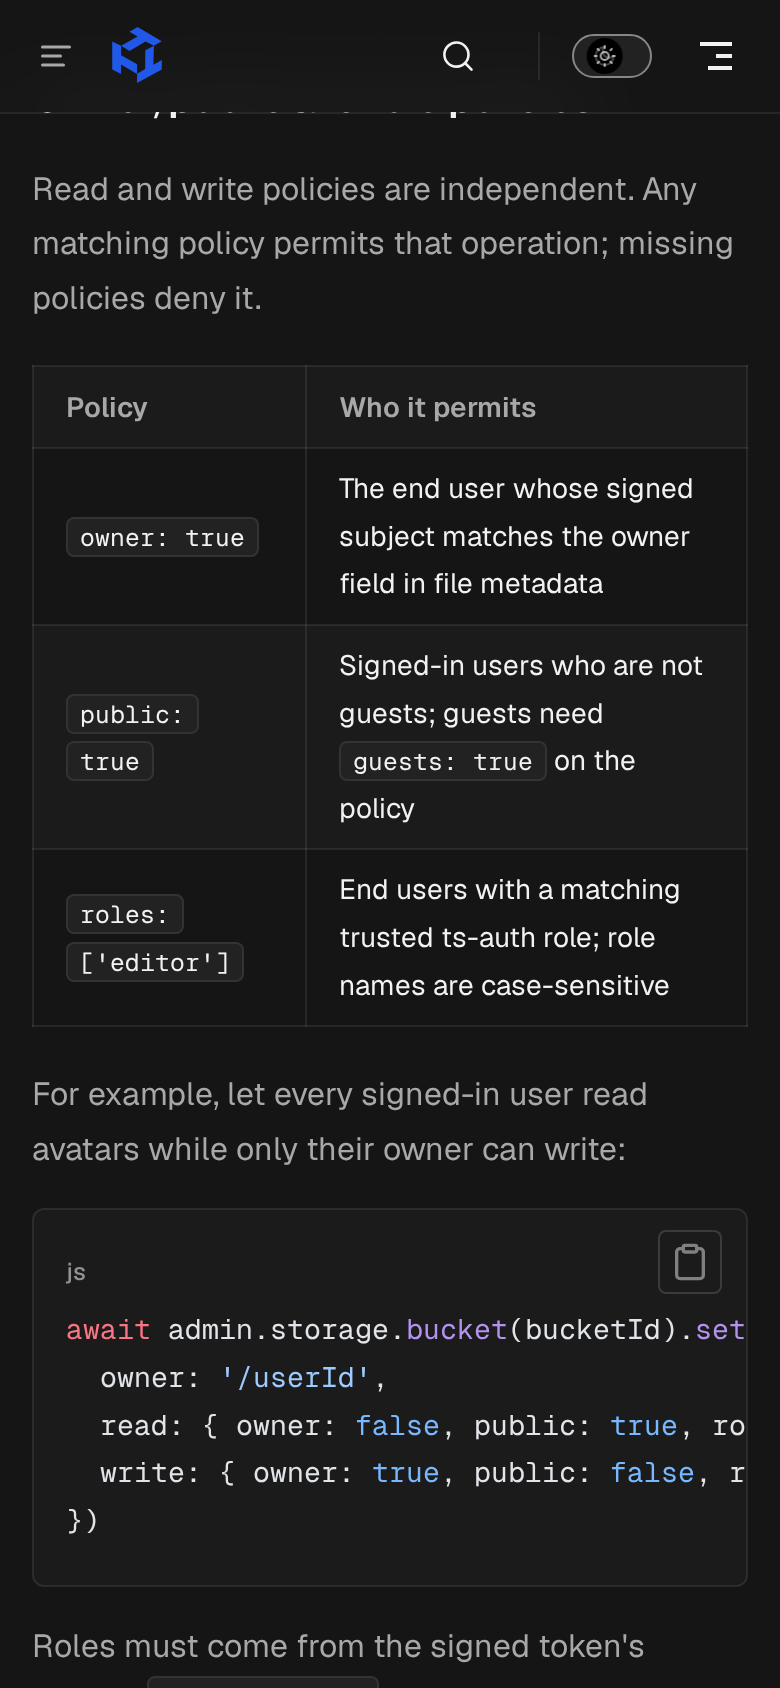 Read and write policies are independent. Any
matching policy permits that operation; missing
policies deny it.
Policy
Who it permits
owner: true
The end user whose signed
subject matches the owner
field in file metadata
public:
true
Signed-in users who are not
guests; guests need
guests: true on the
policy
roles:
['editor']
End users with a matching
trusted ts-auth role; role
names are case-sensitive
For example, let every signed-in user read
avatars while only their owner can write:
js
await admin.storage.bucket(bucketId).set
owner: '/userId',
read: { owner: false, public: true, ro
write: { owner: true, public: false, r
})
Roles must come from the signed token's